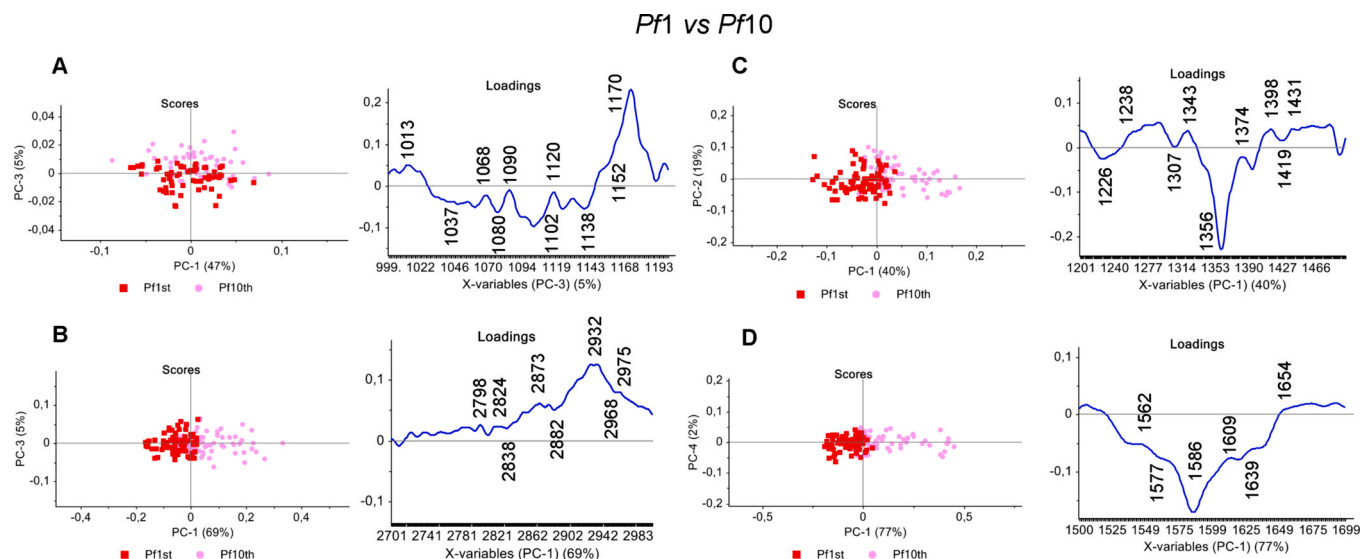 Pf1 vs Pf10
A
Scores
PC-3 (5%)
0,04
0,02
0
-0,02
-0,04
-0,1
0
0,1
PC-1 (47%)
Pf1st
Pf10th
Loadings
0,2
0,1
0
-0,1
1013
1037
1068
1080
1090
1102
1120
1138
1152
1170
999. 1022 1046 1070 1094 1119 1143 1168 1193
X-variables (PC-3) (5%)
C
Scores
PC-2 (19%)
0,2
0,1
0
-0,1
-0,2
-0,2
-0,1
0
0,1
0,2
PC-1 (40%)
Pf1st
Pf10th
Loadings
0,1
0
-0,1
-0,2
1226
1238
1307
1343
1356
1374
1398
1419
1431
1201 1240 1277 1314 1353 1390 1427 1466
X-variables (PC-1) (40%)
B
Scores
PC-3 (5%)
0,1
0
-0,1
-0,4
-0,2
0
0,2
0,4
PC-1 (69%)
Pf1st
Pf10th
Loadings
0,1
0
-0,1
2798
2824
2838
2873
2882
2932
2968
2975
2701 2741 2781 2821 2862 2902 2942 2983
X-variables (PC-1) (69%)
D
Scores
PC-4 (2%)
0,2
0,1
0
-0,1
-0,2
-0,5
0
0,5
PC-1 (77%)
Pf1st
Pf10th
Loadings
0,1
0
-0,1
1562
1577
1586
1609
1639
1654
1500 1525 1549 1575 1599 1625 1649 1675 1699
X-variables (PC-1) (77%)